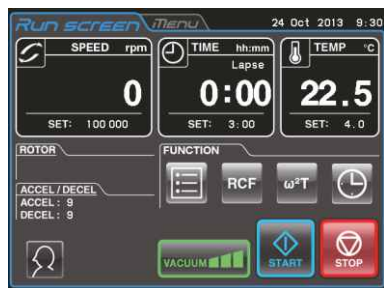 Run screen Menu 24 Oct 2013 9:30
SPEED rpm
0
SET: 100 000
TIME hh:mm
Lapse
0:00
SET: 3:00
TEMP °C
22.5
SET: 4.0
ROTOR
ACCEL / DECEL
ACCEL: 9
DECEL: 9
FUNCTION
RCF
ω²T
VACUUM
START
STOP